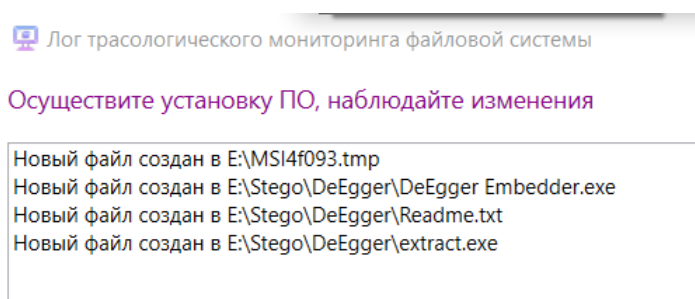 Лог трасологического мониторинга файловой системы
Осуществите установку ПО, наблюдайте изменения
Новый файл создан в E:\MSI4f093.tmp
Новый файл создан в E:\Stego\DeEgger\DeEgger Embedder.exe
Новый файл создан в E:\Stego\DeEgger\Readme.txt
Новый файл создан в E:\Stego\DeEgger\extract.exe